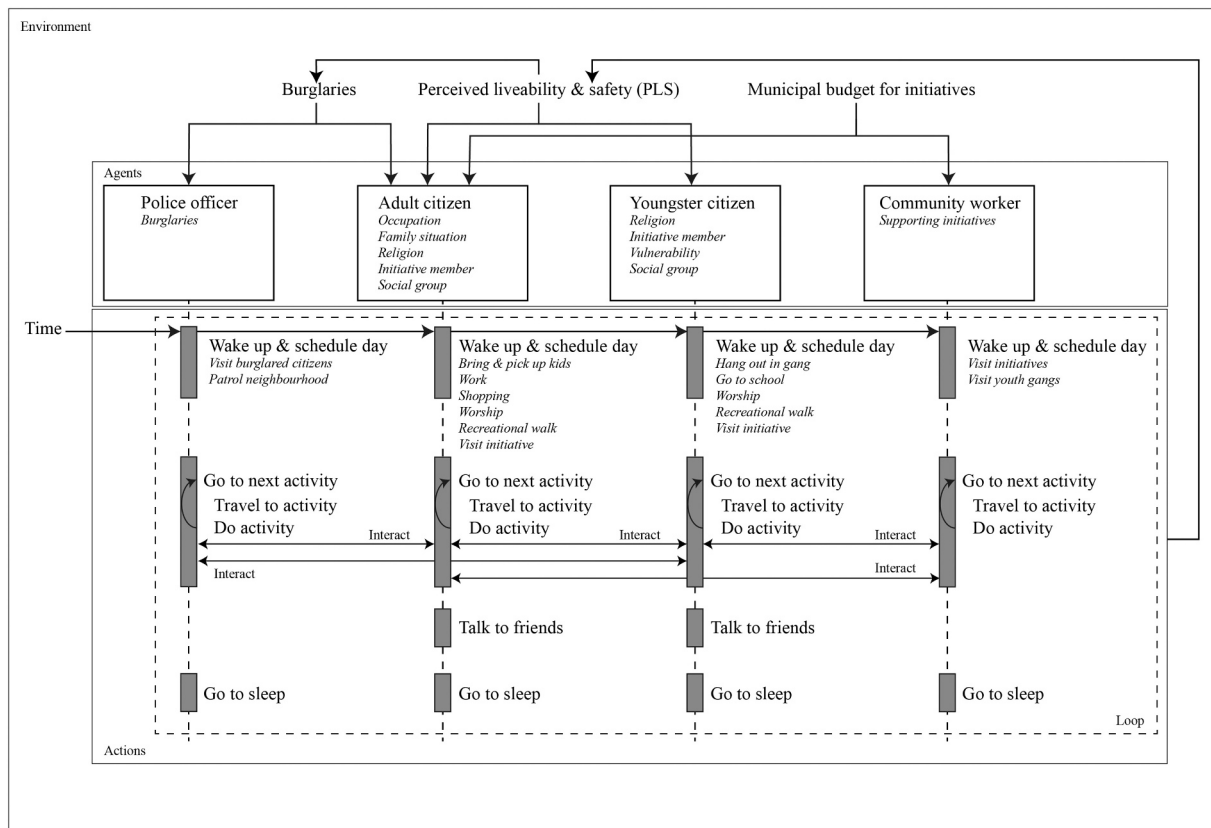 Environment
Burglaries
Perceived liveability & safety (PLS)
Municipal budget for initiatives
Agents
Police officer
Burglaries
Adult citizen
Occupation
Family situation
Religion
Initiative member
Social group
Youngster citizen
Religion
Initiative member
Vulnerability
Social group
Community worker
Supporting initiatives
Time
Wake up & schedule day
Visit burglared citizens
Patrol neighbourhood
Wake up & schedule day
Bring & pick up kids
Work
Shopping
Worship
Recreational walk
Visit initiative
Wake up & schedule day
Hang out in gang
Go to school
Worship
Recreational walk
Visit initiative
Wake up & schedule day
Visit initiatives
Visit youth gangs
Go to next activity
Travel to activity
Do activity
Go to next activity
Travel to activity
Do activity
Go to next activity
Travel to activity
Do activity
Go to next activity
Travel to activity
Do activity
Interact
Interact
Interact
Interact
Interact
Talk to friends
Talk to friends
Go to sleep
Go to sleep
Go to sleep
Go to sleep
Loop
Actions